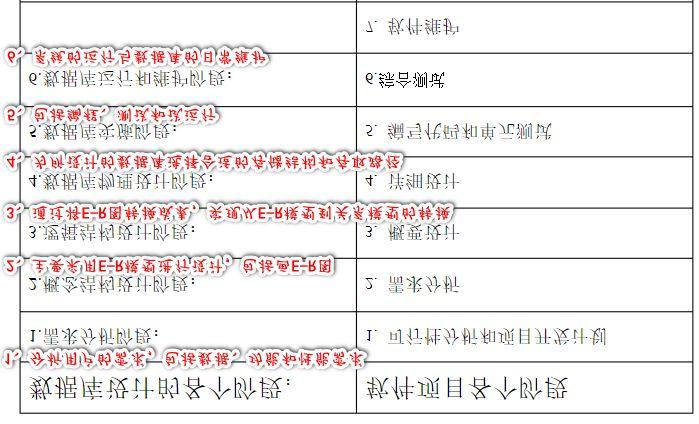 数据库设计的各个阶段：
软件项目各个阶段
1、分析用户的需求，包括数据、功能和性能需求
1.需求分析阶段：
1. 可行性分析和项目开发计划
2.概念结构设计阶段：
2. 需求分析
2、主要采用E-R模型进行设计，包括画E-R图
3.逻辑结构设计阶段：
3. 概要设计
3、通过将E-R图转换成表，实现从E-R模型到关系模型的转换
4.数据库物理设计阶段：
4. 详细设计
4、为所设计的数据库选择合适的存储结构和存取路径
5.数据库实施阶段：
5. 编写代码和单元测试
5、包括编程、测试和试运行
6.数据库运行和维护阶段：
6.综合测试
6、系统的运行与数据库的日常维护
7. 软件维护